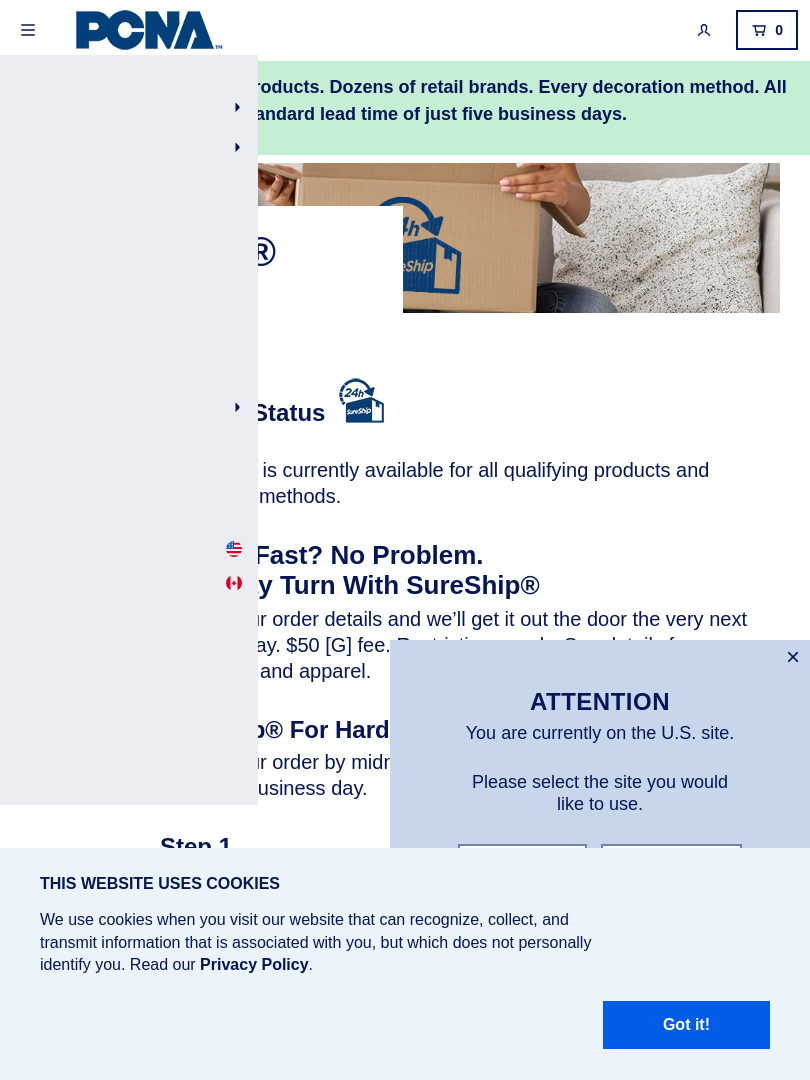 PCNA™
0
roducts. Dozens of retail brands. Every decoration method. All
andard lead time of just five business days.
®
Status
24h
SureShip
is currently available for all qualifying products and
methods.
Fast? No Problem.
Turn With SureShip®
order details and we'll get it out the door the very next
$50 [G] fee.
and apparel.
® For Hard
order by
usiness day.
Step 1
×
ATTENTION
You are currently on the U.S. site.
Please select the site you would
like to use.
THIS WEBSITE USES COOKIES
We use cookies when you visit our website that can recognize, collect, and
transmit information that is associated with you, but which does not personally
identify you. Read our Privacy Policy.
Got it!